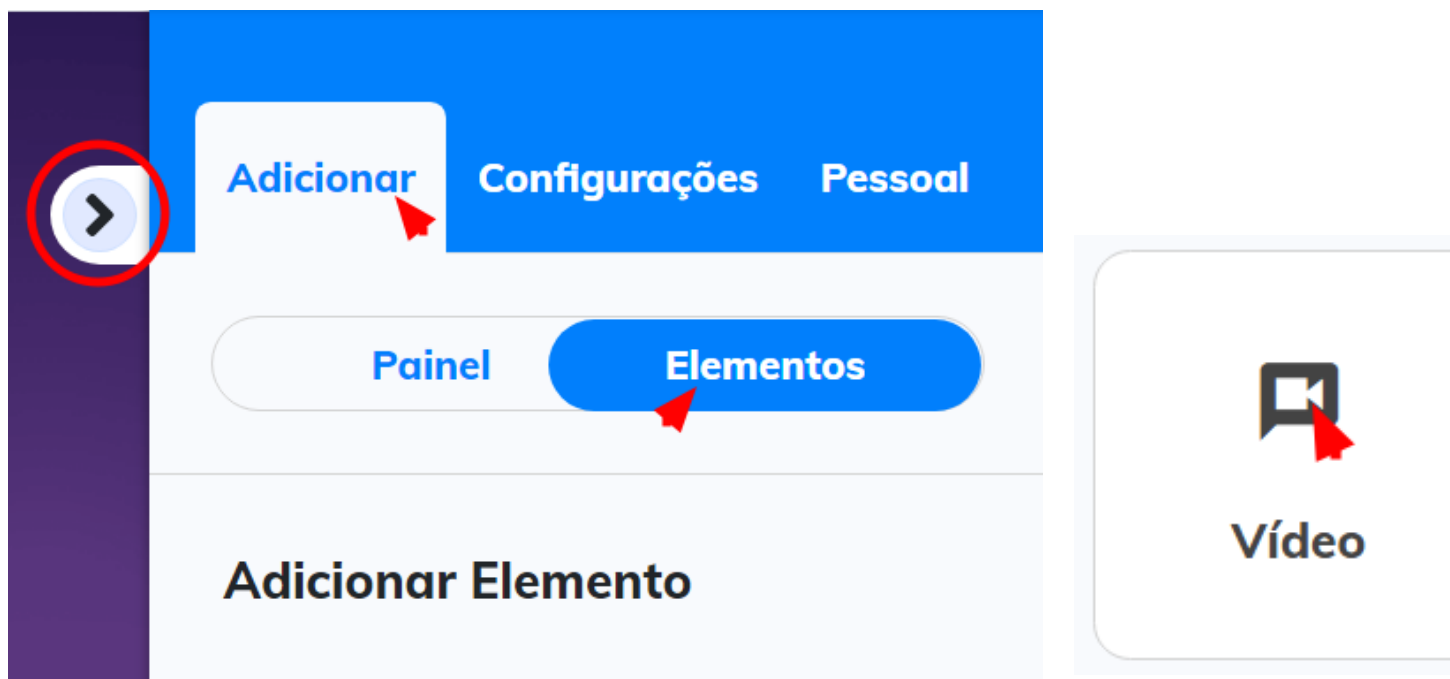 Adicionar Configurações Pessoal
Painel Elementos
Adicionar Elemento
Vídeo